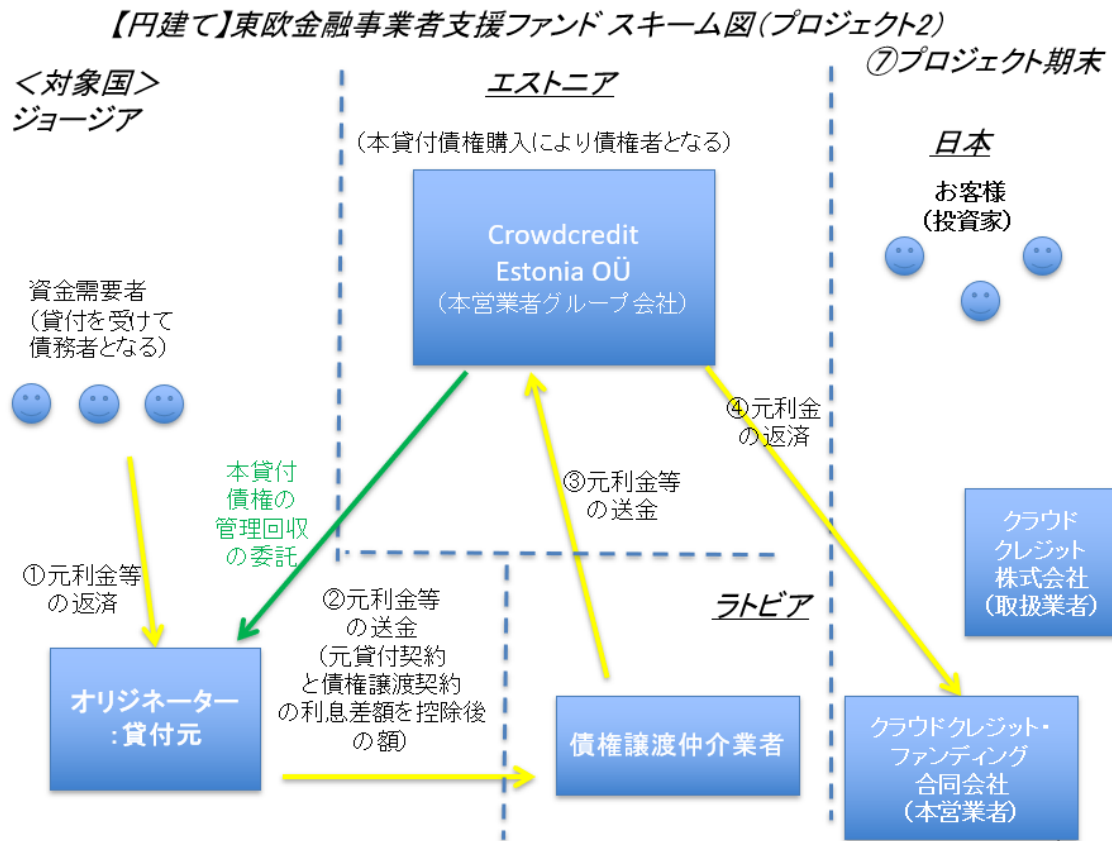 【円建て】東欧金融事業者支援ファンド スキーム図(プロジェクト2)
⑦プロジェクト期末
<対象国>
ジョージア
エストニア
日本
(本貸付債権購入により債権者となる)
お客様
(投資家)
Crowdcredit
Estonia OÜ
(本営業者グループ会社)
資金需要者
(貸付を受けて
債務者となる)
④元利金
の返済
本貸付
債権の
管理回収
の委託
③元利金等
の送金
クラウド
クレジット
株式会社
(取扱業者)
①元利金等
の返済
②元利金等
の送金
(元貸付契約
と債権譲渡契約
の利息差額を控除後
の額)
ラトビア
オリジネーター
:貸付元
債権譲渡仲介業者
クラウドクレジット・
ファンディング
合同会社
(本営業者)